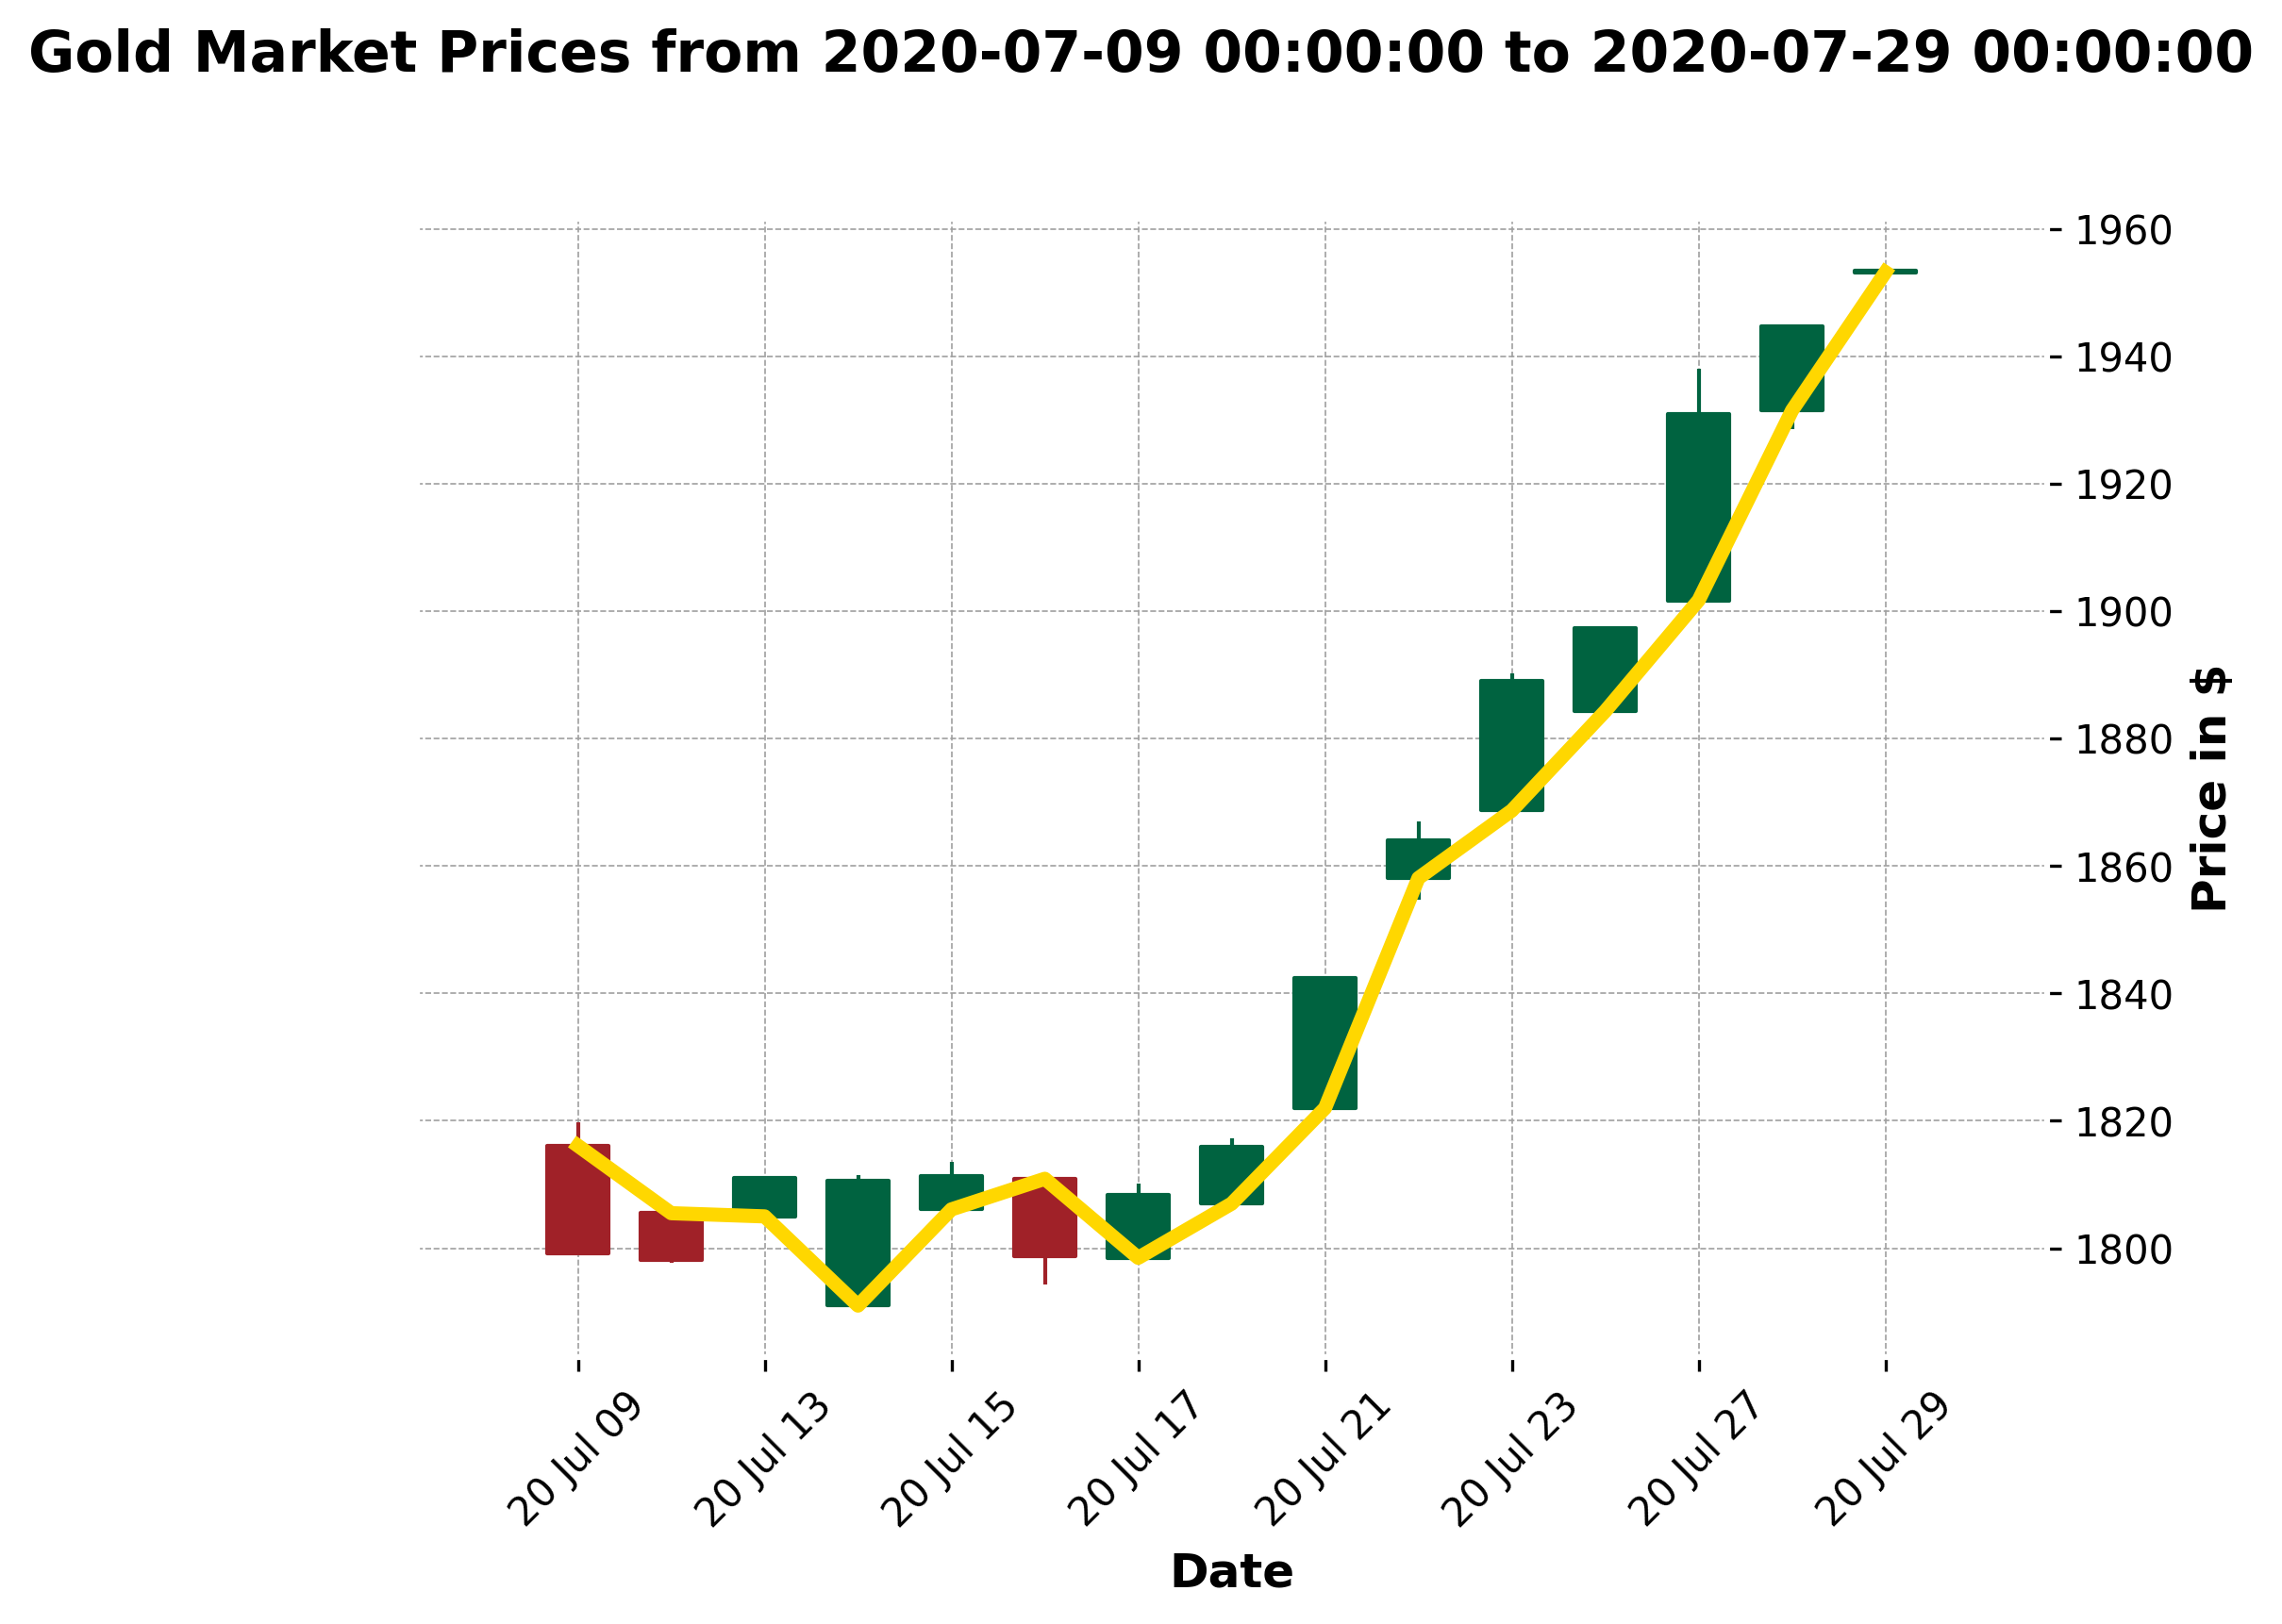 Gold Market Prices from 2020-07-09 00:00:00 to 2020-07-29 00:00:00
1960
1940
1920
1900
1880
1860
1840
1820
1800
Price in $
20 Jul 09
20 Jul 13
20 Jul 15
20 Jul 17
20 Jul 21
20 Jul 23
20 Jul 27
20 Jul 29
Date